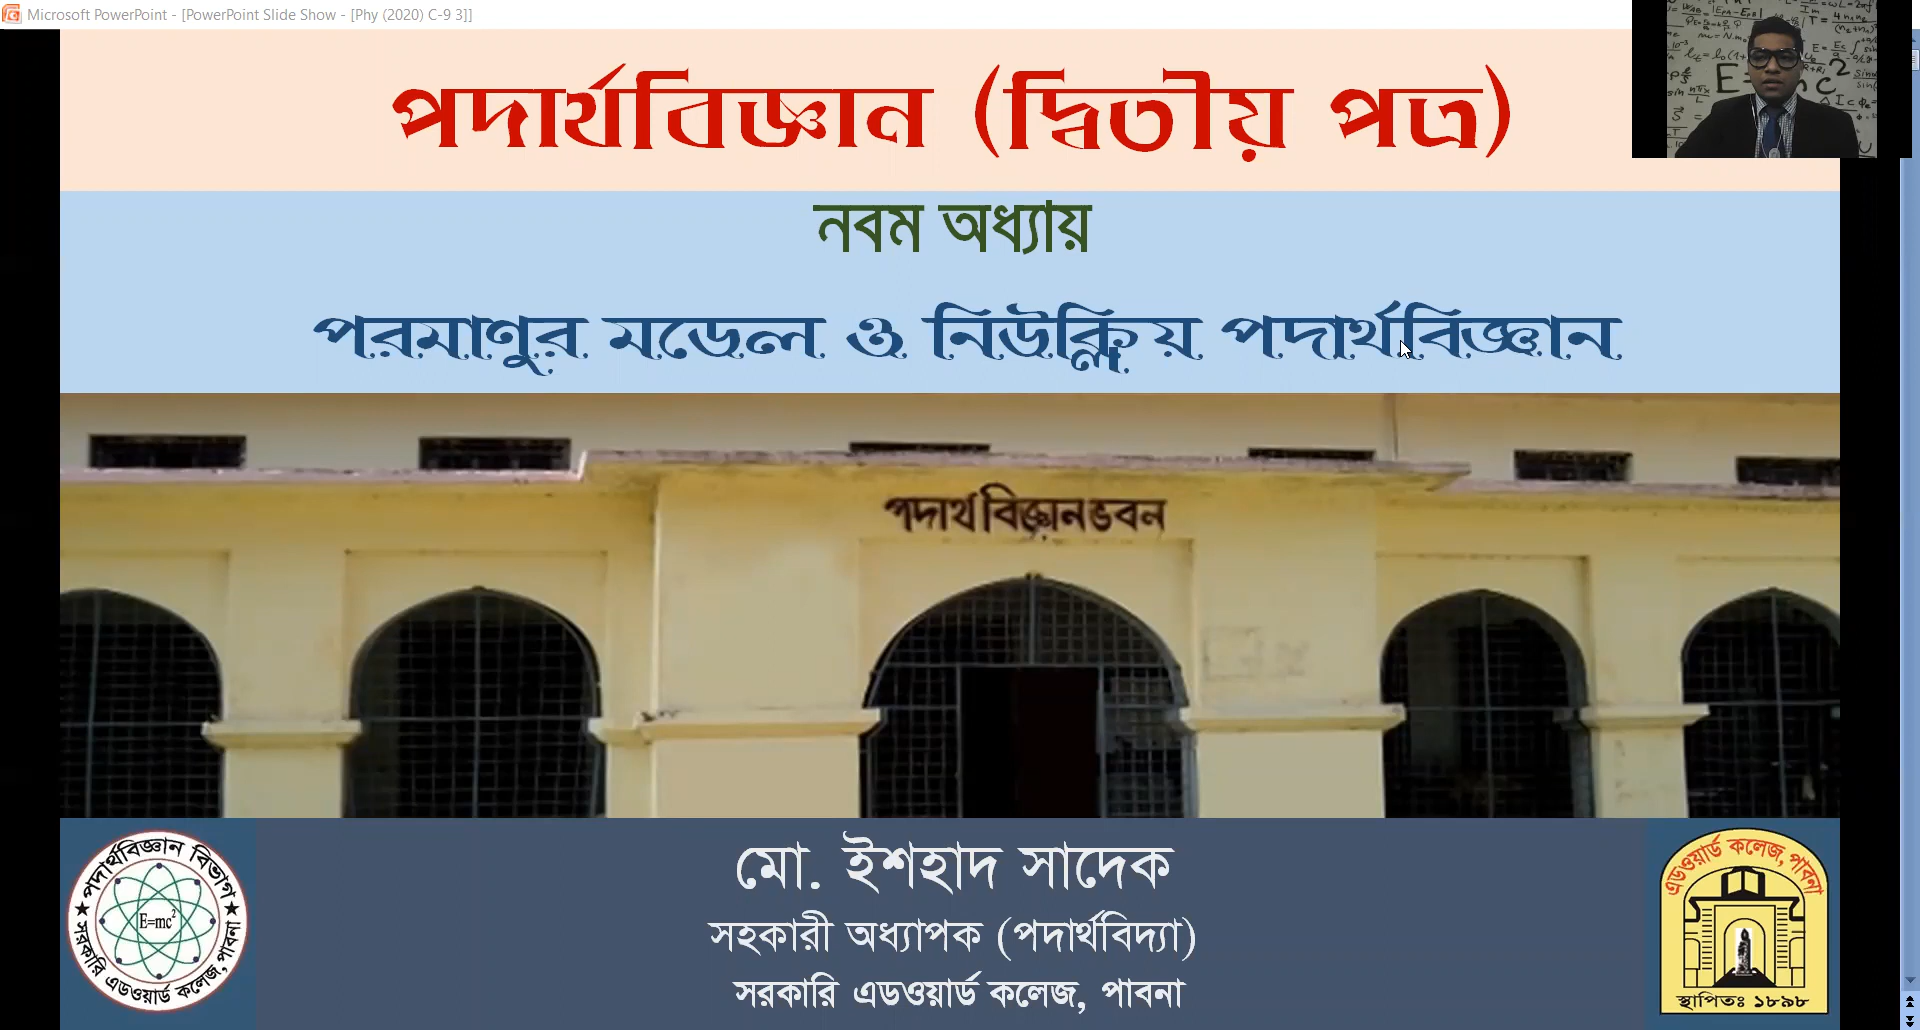 Microsoft PowerPoint - [PowerPoint Slide Show - [Phy (2020) C-9 3]]
পদার্থবিজ্ঞান (দ্বিতীয় পত্র)
নবম অধ্যায়
পরমাণুর মডেল ও নিউক্লিয় পদার্থবিজ্ঞান
E=mc²
পদার্থ বিজ্ঞান ভবন
মো. ইশহাদ সাদেক
সহকারী অধ্যাপক (পদার্থবিদ্যা)
সরকারি এডওয়ার্ড কলেজ, পাবনা
পদার্থবিজ্ঞান বিভাগ
E=mc²
সরকারি এডওয়ার্ড কলেজ, পাবনা
এডওয়ার্ড কলেজ, পাবনা
স্থাপিতঃ ১৮৯৮